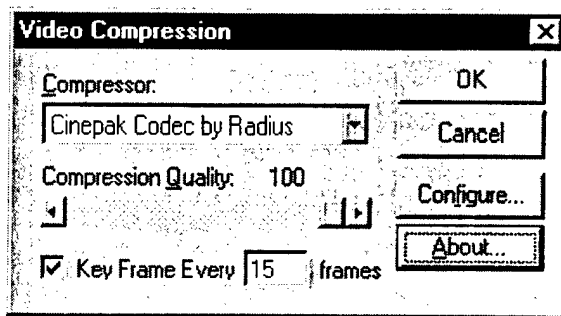 Video Compression
Compressor:
Cinepak Codec by Radius
Compression Quality: 100
Key Frame Every 15 frames
OK
Cancel
Configure...
About...